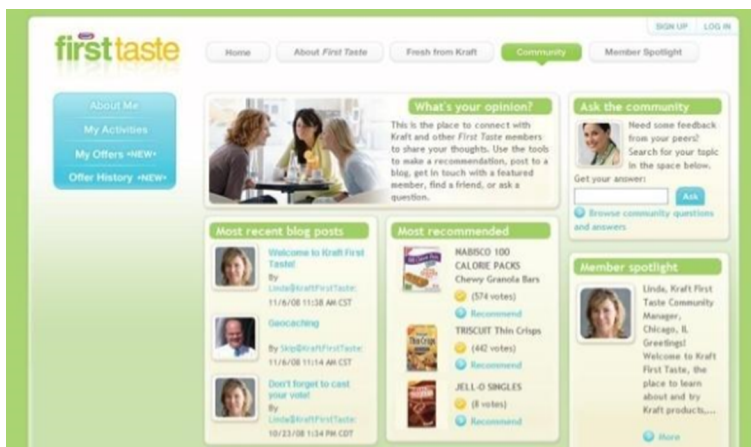 SIGN UP
LOG IN
first taste
Home
About First Taste
Fresh from Kraft
Community
Member Spotlight
About Me
My Activities
My Offers •NEW•
Offer History •NEW•
What's your opinion?
This is the place to connect with
Kraft and other First Taste members
to share your thoughts. Use the tools
to make a recommendation, post to a
blog, get in touch with a featured
member, find a friend, or ask a
question.
Ask the community
Need some feedback
from your peers?
Search for your topic
in the space below.
Get your answer:
Ask
Browse community questions
and answers
Most recent blog posts
Welcome to Kraft First
Taste!
By
Linda@KraftFirstTaste:
11/6/08 11:38 AM CST
Geocaching
By Skip@KraftFirstTaste:
11/6/08 11:14 AM CST
Don't forget to cast
your vote!
By
Linda@KraftFirstTaste:
10/23/08 1:34 PM CDT
Most recommended
NABISCO 100
CALORIE PACKS
Chewy Granola Bars
(574 votes)
Recommend
TRISCUIT Thin Crisps
(442 votes)
Recommend
JELL-O SINGLES
(8 votes)
Recommend
Member spotlight
Linda, Kraft First
Taste Community
Manager,
Chicago, IL
Greetings!
Welcome to Kraft
First Taste, the
place to learn
about and try
Kraft products,...
More